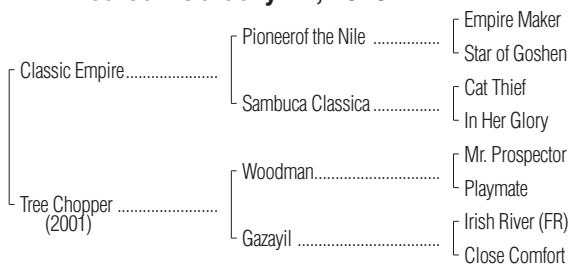 Pioneerof the Nile ................
Empire Maker
Star of Goshen
Classic Empire......................
Sambuca Classica ................
Cat Thief
In Her Glory
Woodman..............................
Mr. Prospector
Playmate
Tree Chopper ........................
(2001)
Gazayil ..................................
Irish River (FR)
Close Comfort